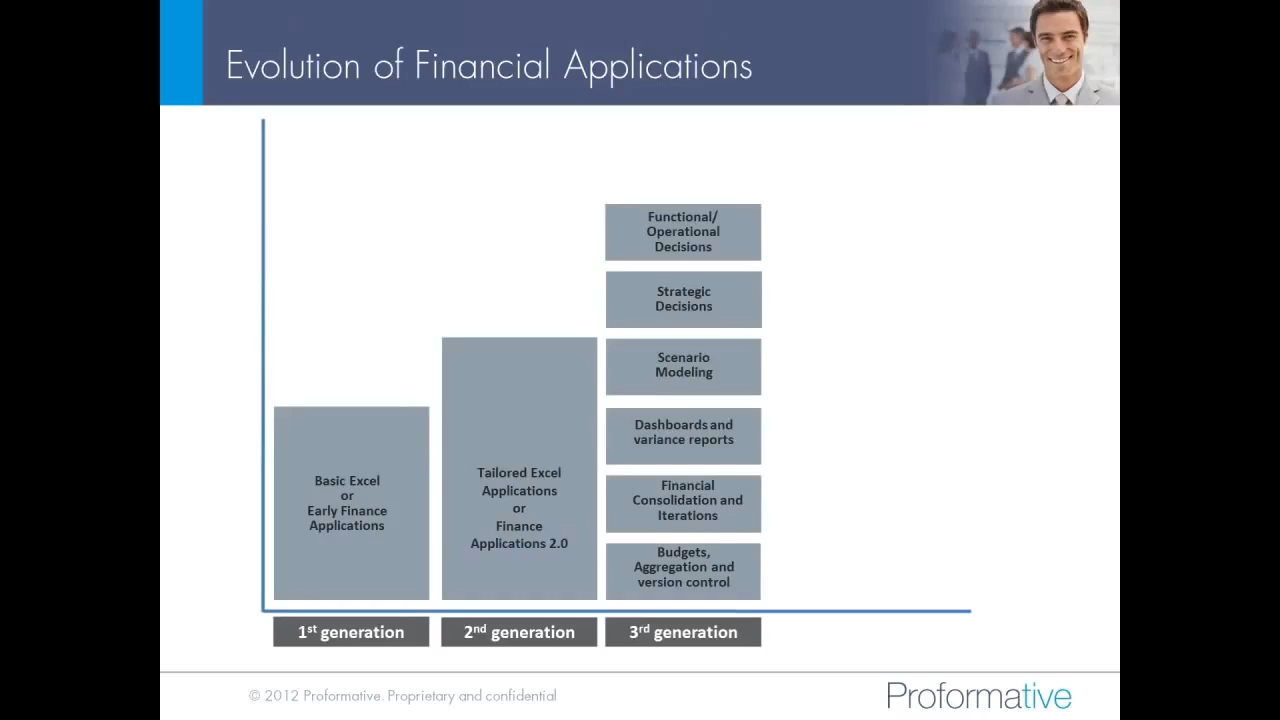 Evolution of Financial Applications
Functional/
Operational
Decisions
Strategic
Decisions
Scenario
Modeling
Dashboards and
variance reports
Financial
Consolidation and
Iterations
Budgets,
Aggregation and
version control
Tailored Excel
Applications
or
Finance
Applications 2.0
Basic Excel
or
Early Finance
Applications
1st generation
2nd generation
3rd generation
© 2012 Proformative. Proprietary and confidential
Proformative